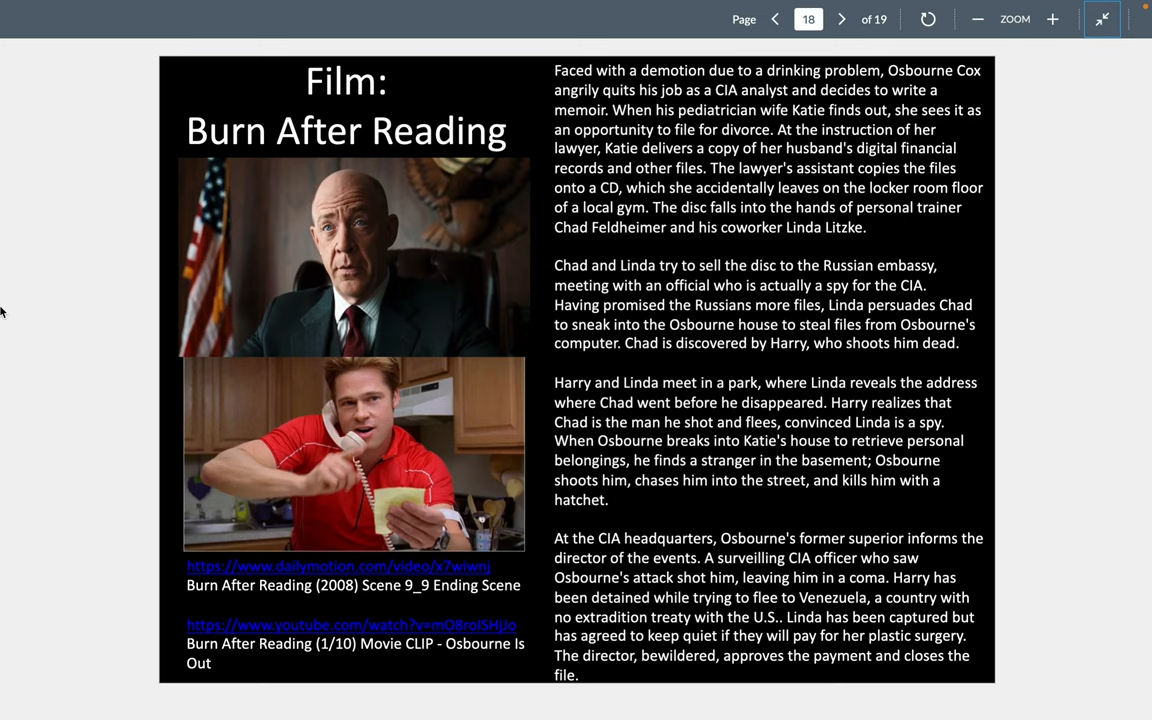 Page 18 of 19 ZOOM
Film:
Burn After Reading
https://www.dailymotion.com/video/x7wiwnj
Burn After Reading (2008) Scene 9_9 Ending Scene
https://www.youtube.com/watch?v=mO8roISHjJo
Burn After Reading (1/10) Movie CLIP - Osbourne Is
Out
Faced with a demotion due to a drinking problem, Osbourne Cox
angrily quits his job as a CIA analyst and decides to write a
memoir. When his pediatrician wife Katie finds out, she sees it as
an opportunity to file for divorce. At the instruction of her
lawyer, Katie delivers a copy of her husband's digital financial
records and other files. The lawyer's assistant copies the files
onto a CD, which she accidentally leaves on the locker room floor
of a local gym. The disc falls into the hands of personal trainer
Chad Feldheimer and his coworker Linda Litzke.
Chad and Linda try to sell the disc to the Russian embassy,
meeting with an official who is actually a spy for the CIA.
Having promised the Russians more files, Linda persuades Chad
to sneak into the Osbourne house to steal files from Osbourne's
computer. Chad is discovered by Harry, who shoots him dead.
Harry and Linda meet in a park, where Linda reveals the address
where Chad went before he disappeared. Harry realizes that
Chad is the man he shot and flees, convinced Linda is a spy.
When Osbourne breaks into Katie's house to retrieve personal
belongings, he finds a stranger in the basement; Osbourne
shoots him, chases him into the street, and kills him with a
hatchet.
At the CIA headquarters, Osbourne's former superior informs the
director of the events. A surveilling CIA officer who saw
Osbourne's attack shot him, leaving him in a coma. Harry has
been detained while trying to flee to Venezuela, a country with
no extradition treaty with the U.S.. Linda has been captured but
has agreed to keep quiet if they will pay for her plastic surgery.
The director, bewildered, approves the payment and closes the
file.